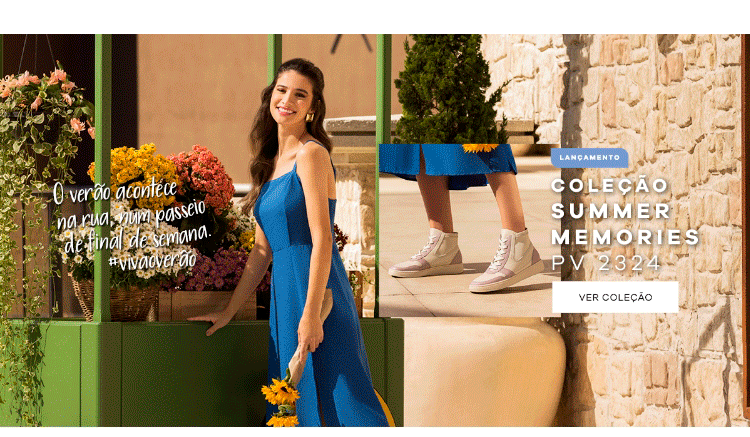 O verão acontece
na rua, num passeio
de final de semana.
#vivaoverão
LANÇAMENTO
COLEÇÃO
SUMMER
MEMORIES
PV 2324
VER COLEÇÃO